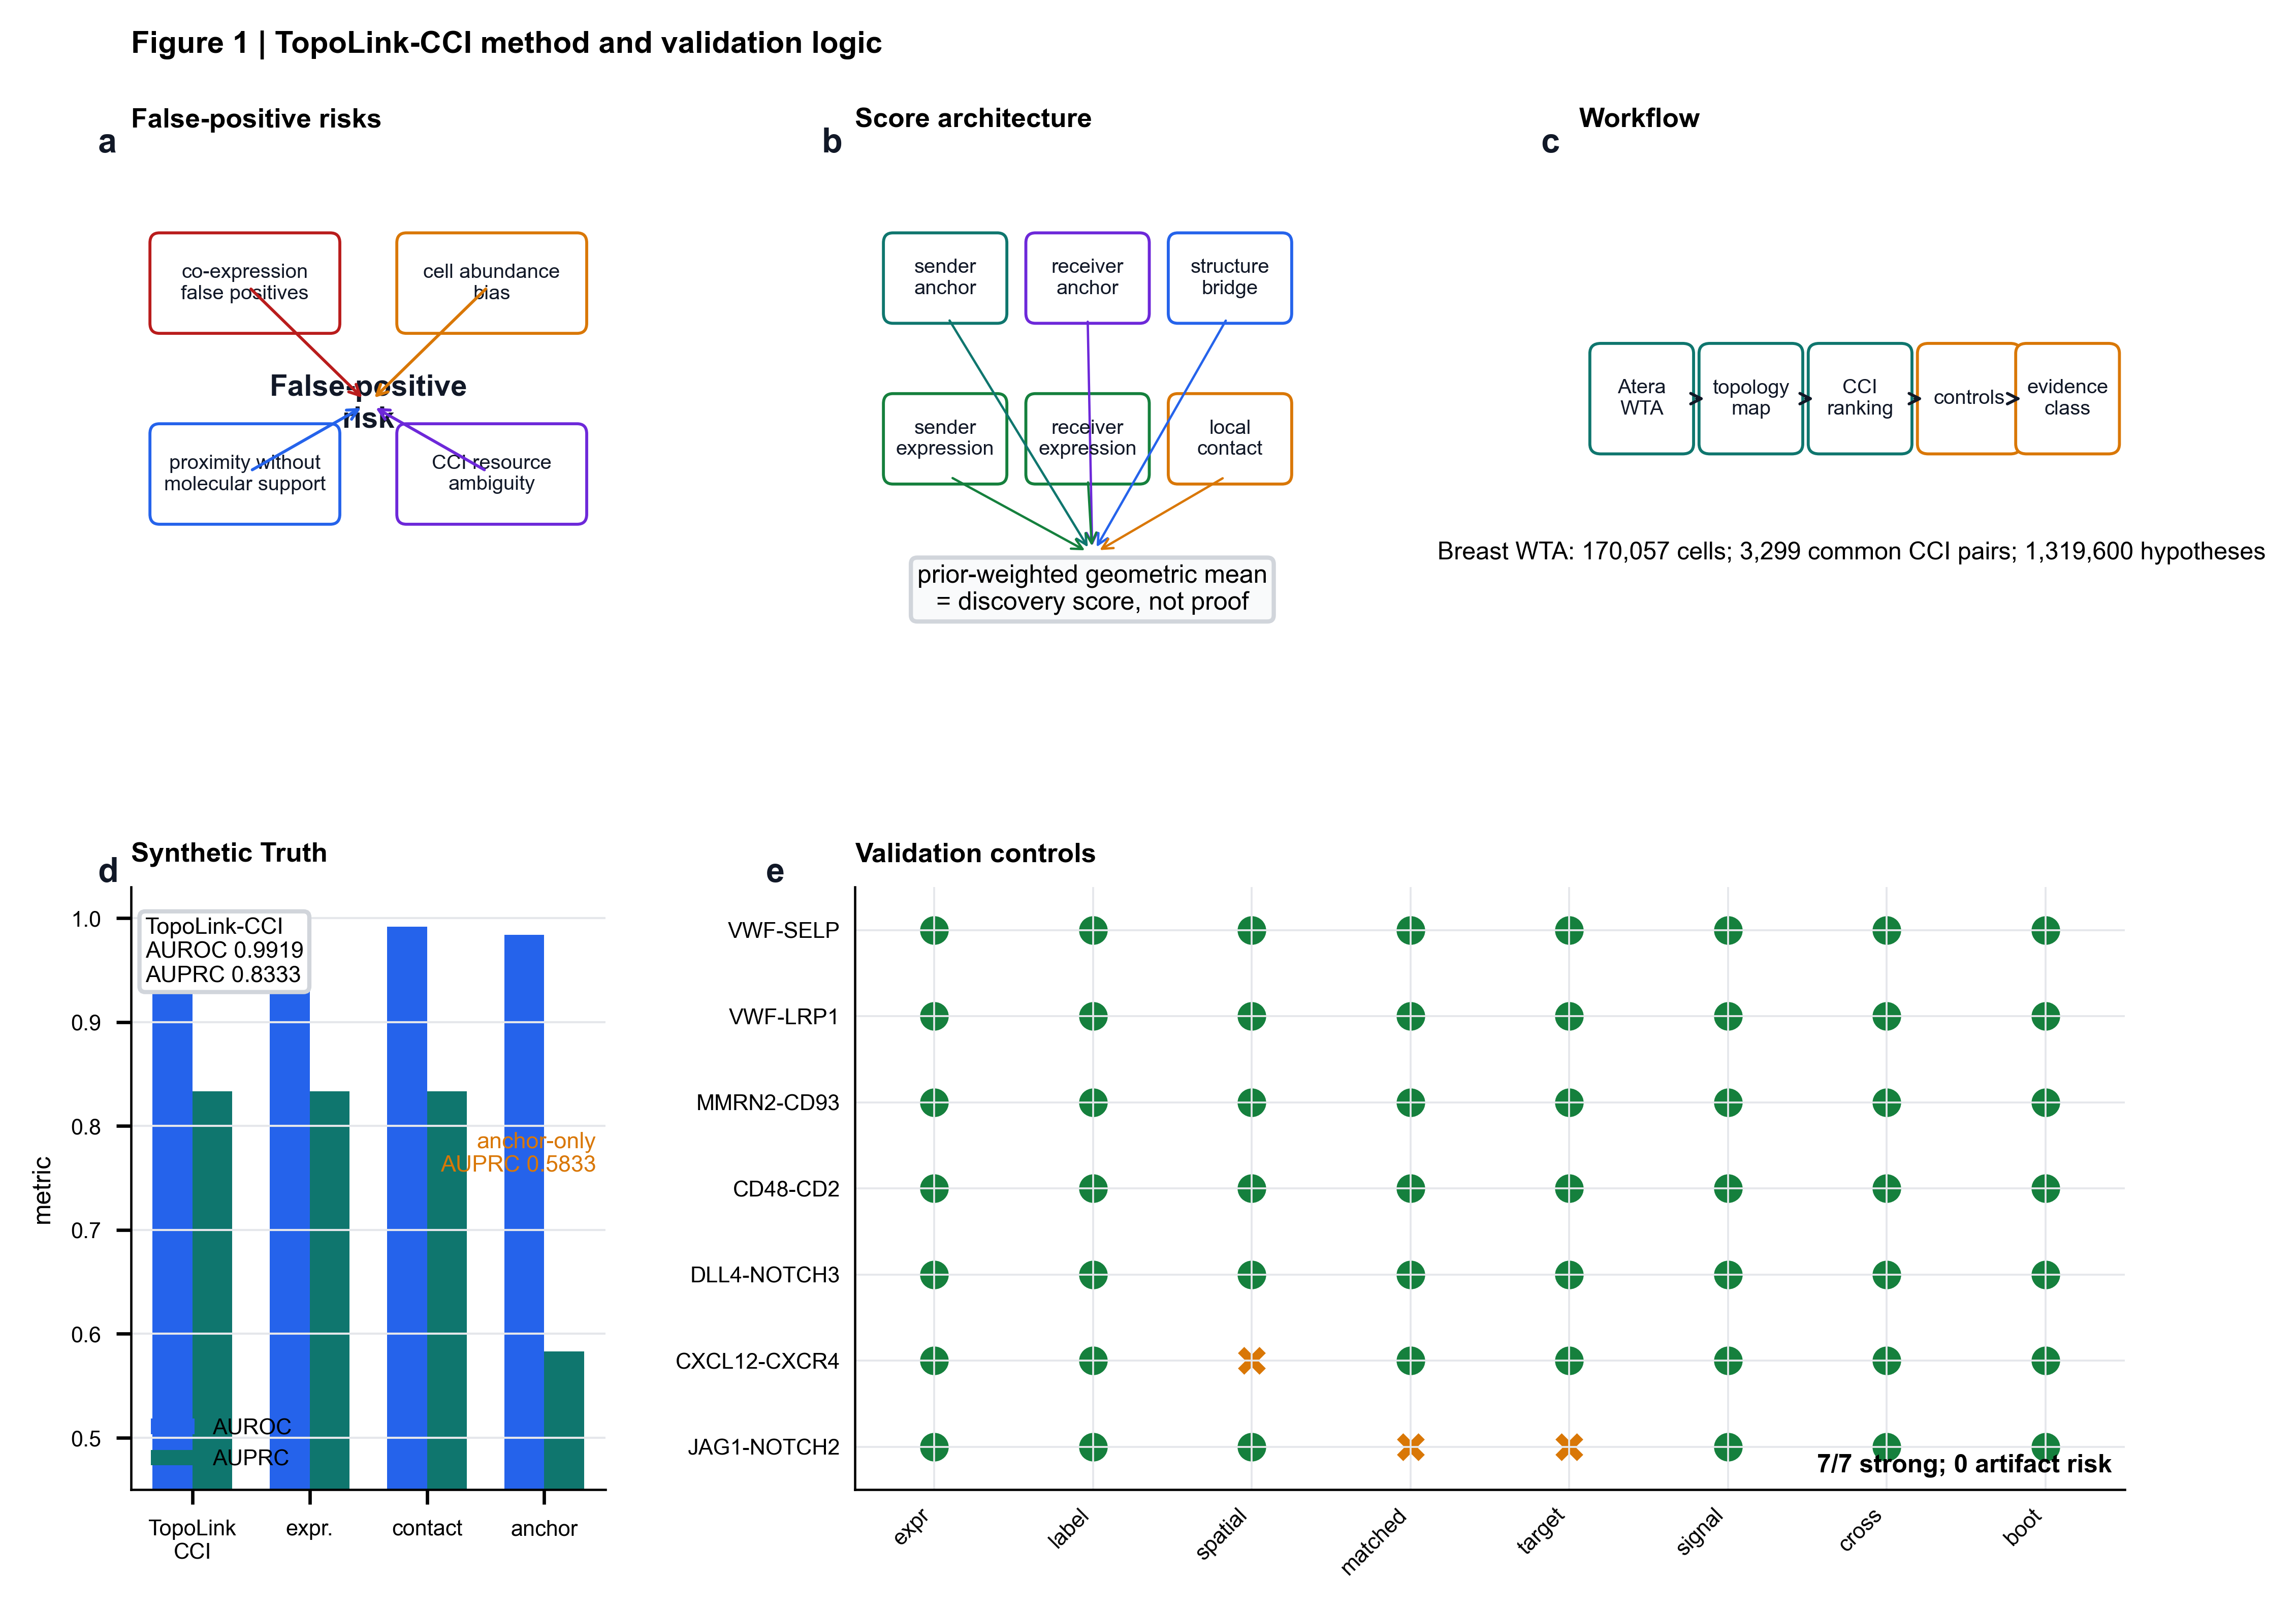 Figure 1 | TopoLink-CCI method and validation logic
a
False-positive risks
co-expression
false positives
cell abundance
bias
False-positive
risk
proximity without
molecular support
CCI resource
ambiguity
b
Score architecture
sender
anchor
receiver
anchor
structure
bridge
sender
expression
receiver
expression
local
contact
prior-weighted geometric mean
= discovery score, not proof
c
Workflow
Atera
WTA
topology
map
CCI
ranking
controls
evidence
class
Breast WTA: 170,057 cells; 3,299 common CCI pairs; 1,319,600 hypotheses
d
Synthetic Truth
metric
1.0
0.9
0.8
0.7
0.6
0.5
TopoLink-CCI
AUROC 0.9919
AUPRC 0.8333
anchor-only
AUPRC 0.5833
AUROC
AUPRC
TopoLink
CCI
expr.
contact
anchor
e
Validation controls
VWF-SELP
VWF-LRP1
MMRN2-CD93
CD48-CD2
DLL4-NOTCH3
CXCL12-CXCR4
JAG1-NOTCH2
7/7 strong; 0 artifact risk
expr
label
spatial
matched
target
signal
cross
boot